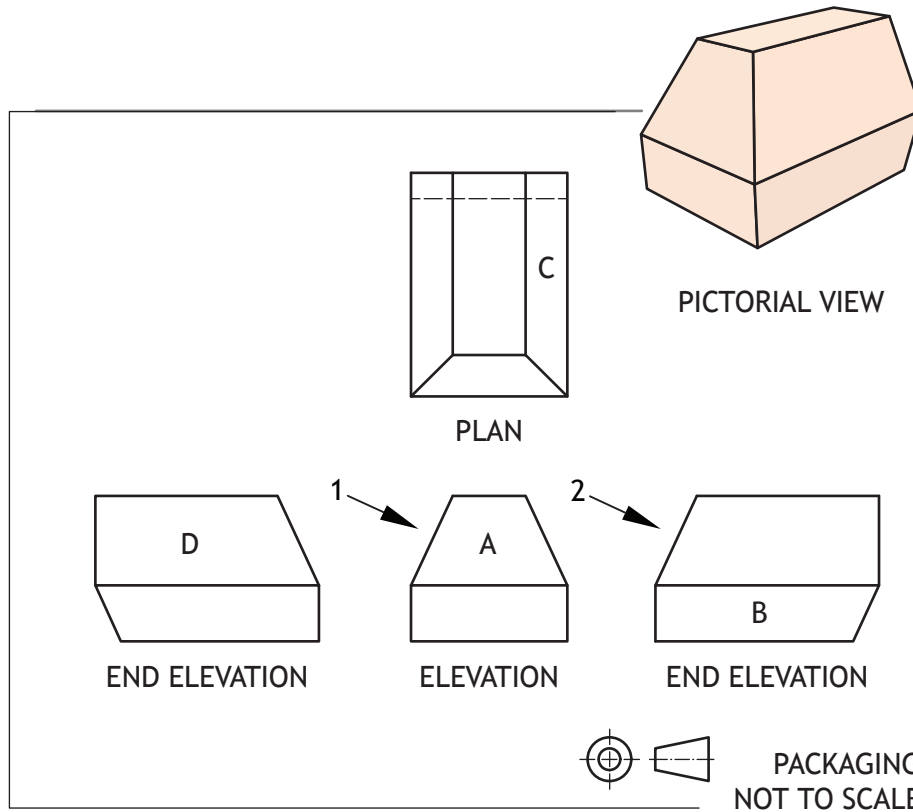 C
PICTORIAL VIEW
PLAN
1
2
D
A
B
END ELEVATION
ELEVATION
END ELEVATION
PACKAGING
NOT TO SCALE